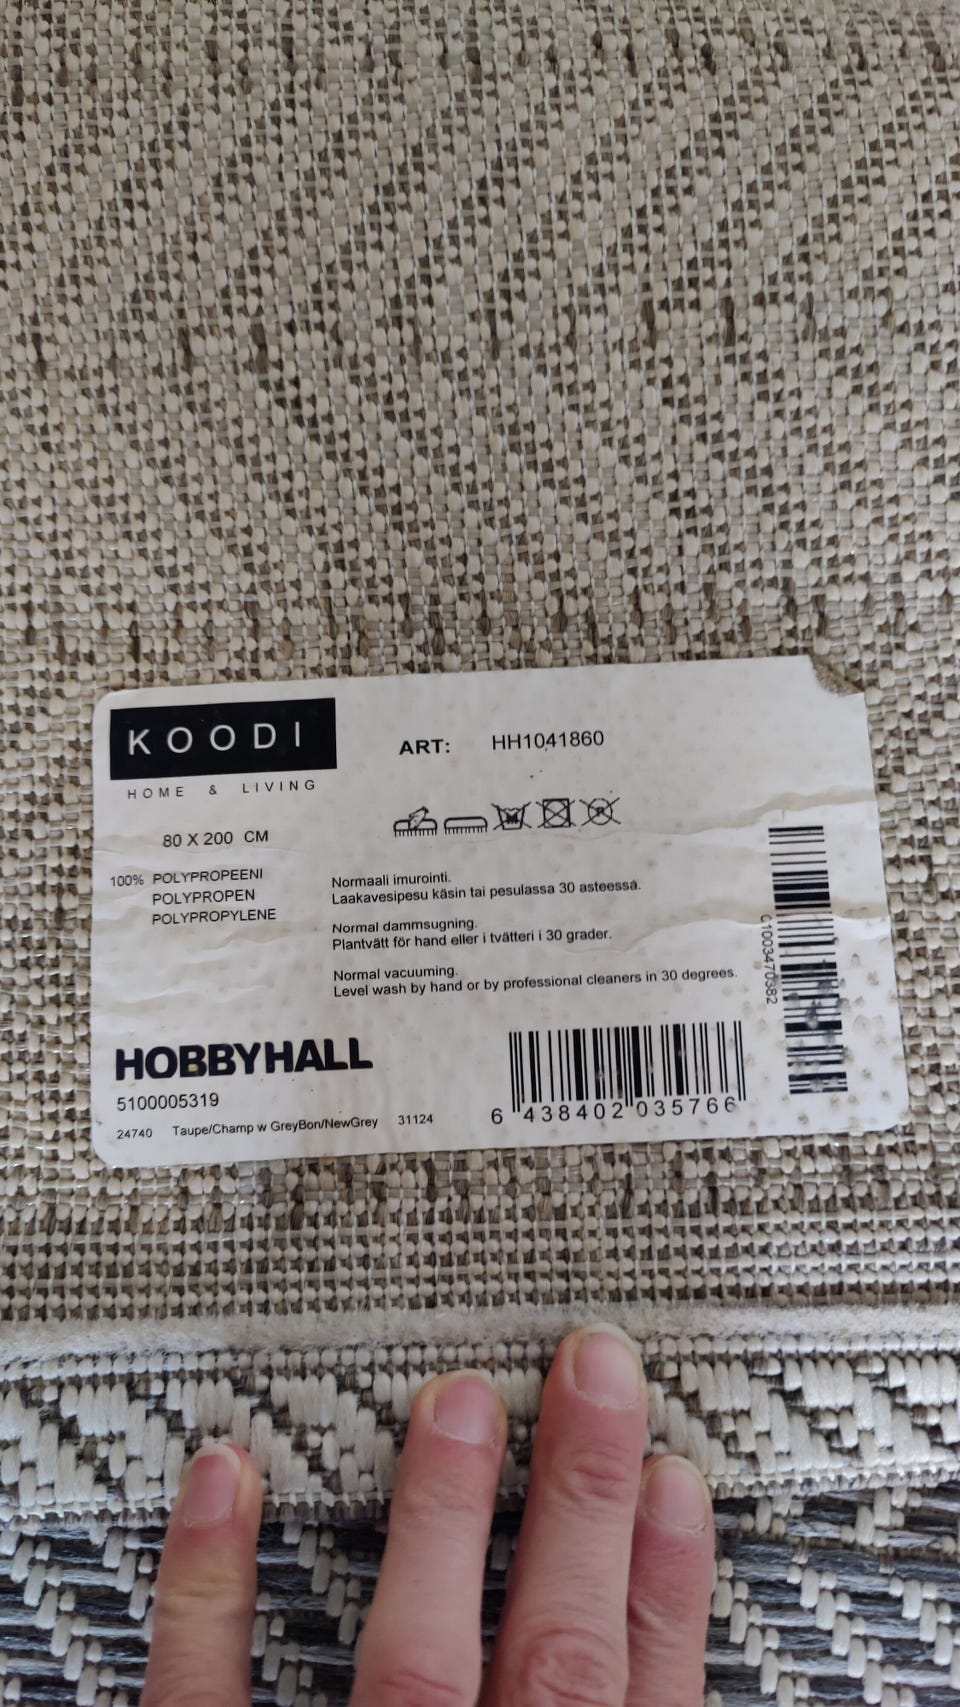 KOODI
HOME & LIVING
80 X 200 CM
100% POLYPROPEENI
POLYPROPEN
POLYPROPYLENE
ART: HH1041860
Normaali imurointi.
Laakavesipesu käsin tai pesulassa 30 asteessa.
Normal dammsugning.
Plantvätt för hand eller i tvätteri i 30 grader.
Normal vacuuming.
Level wash by hand or by professional cleaners in 30 degrees.
HOBBYHALL
5100005319
24740 Taupe/Champ w GreyBon/NewGrey 31124
6 438402 035766
C1003470382